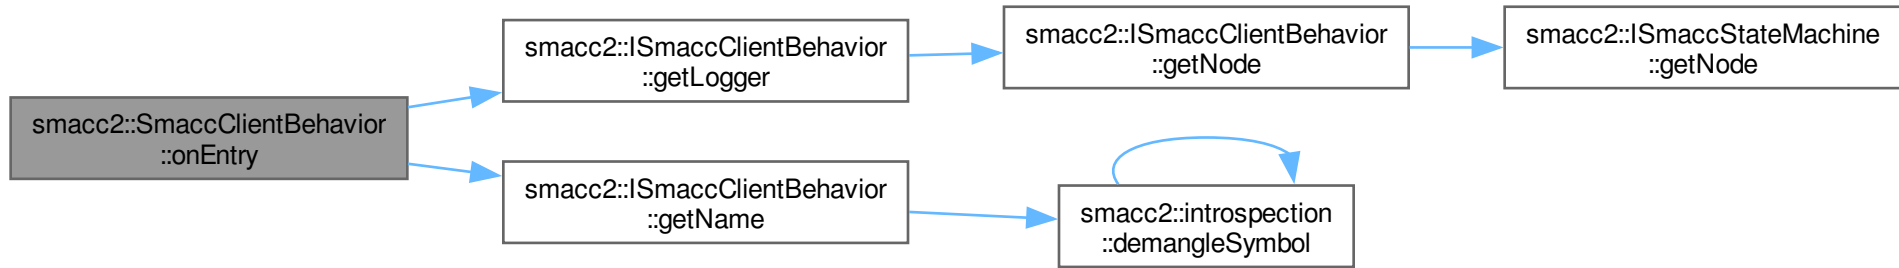 smacc2::SmaccClientBehavior
::onEntry
smacc2::ISmaccClientBehavior
::getLogger
smacc2::ISmaccClientBehavior
::getNode
smacc2::ISmaccStateMachine
::getNode
smacc2::ISmaccClientBehavior
::getName
smacc2::introspection
::demangleSymbol